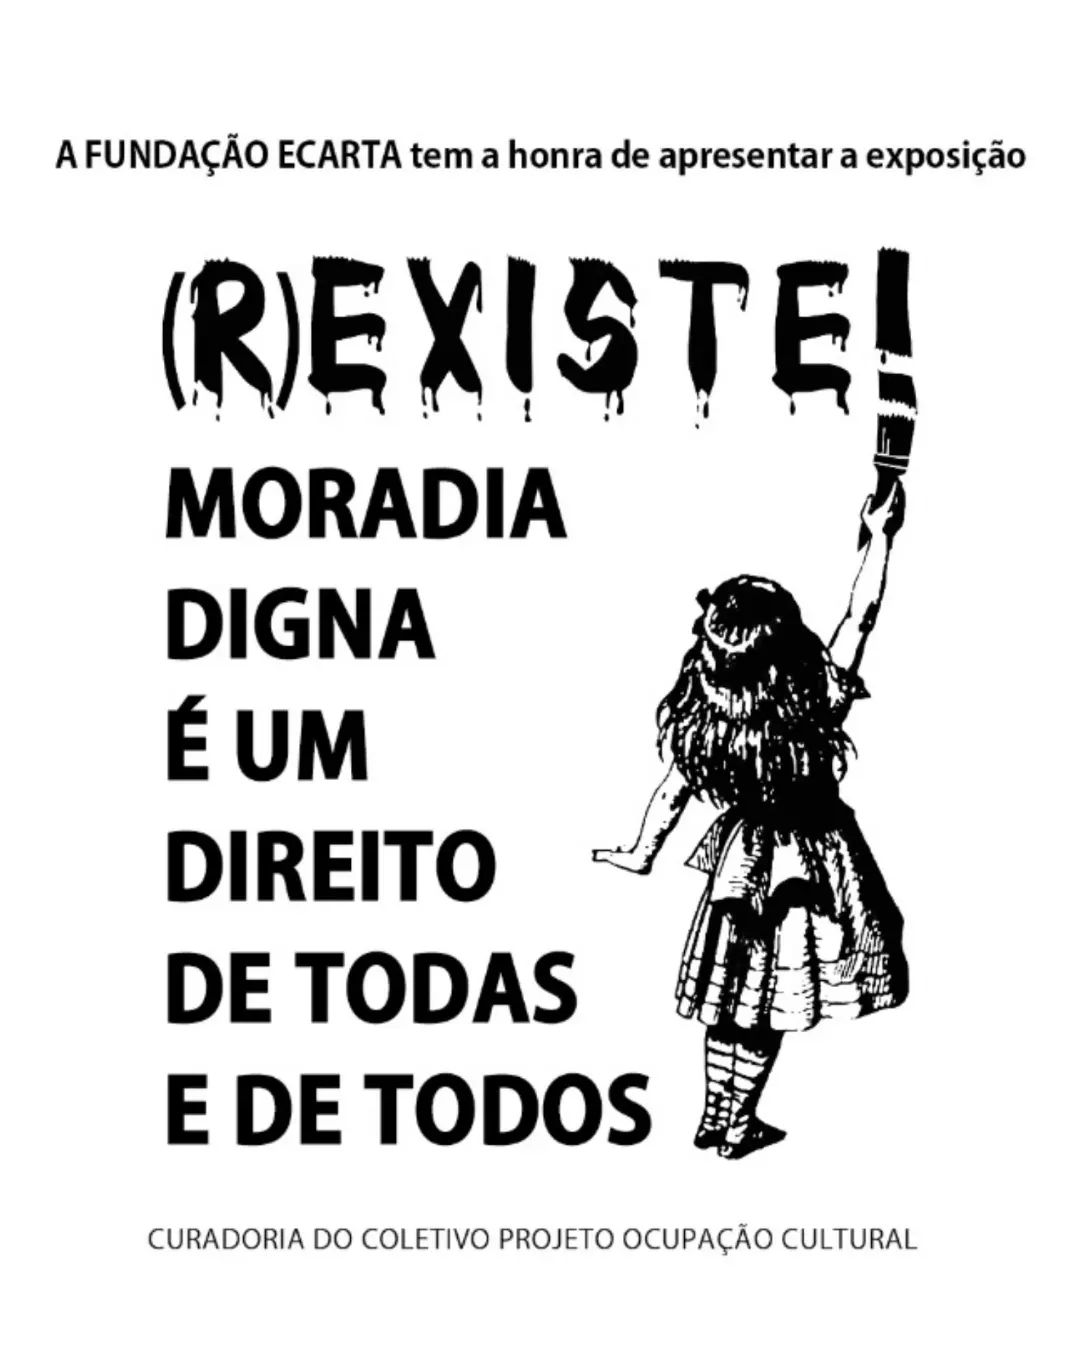 A FUNDAÇÃO ECARTA tem a honra de apresentar a exposição
(R)EXISTE!
MORADIA
DIGNA
É UM
DIREITO
DE TODAS
E DE TODOS
CURADORIA DO COLETIVO PROJETO OCUPAÇÃO CULTURAL